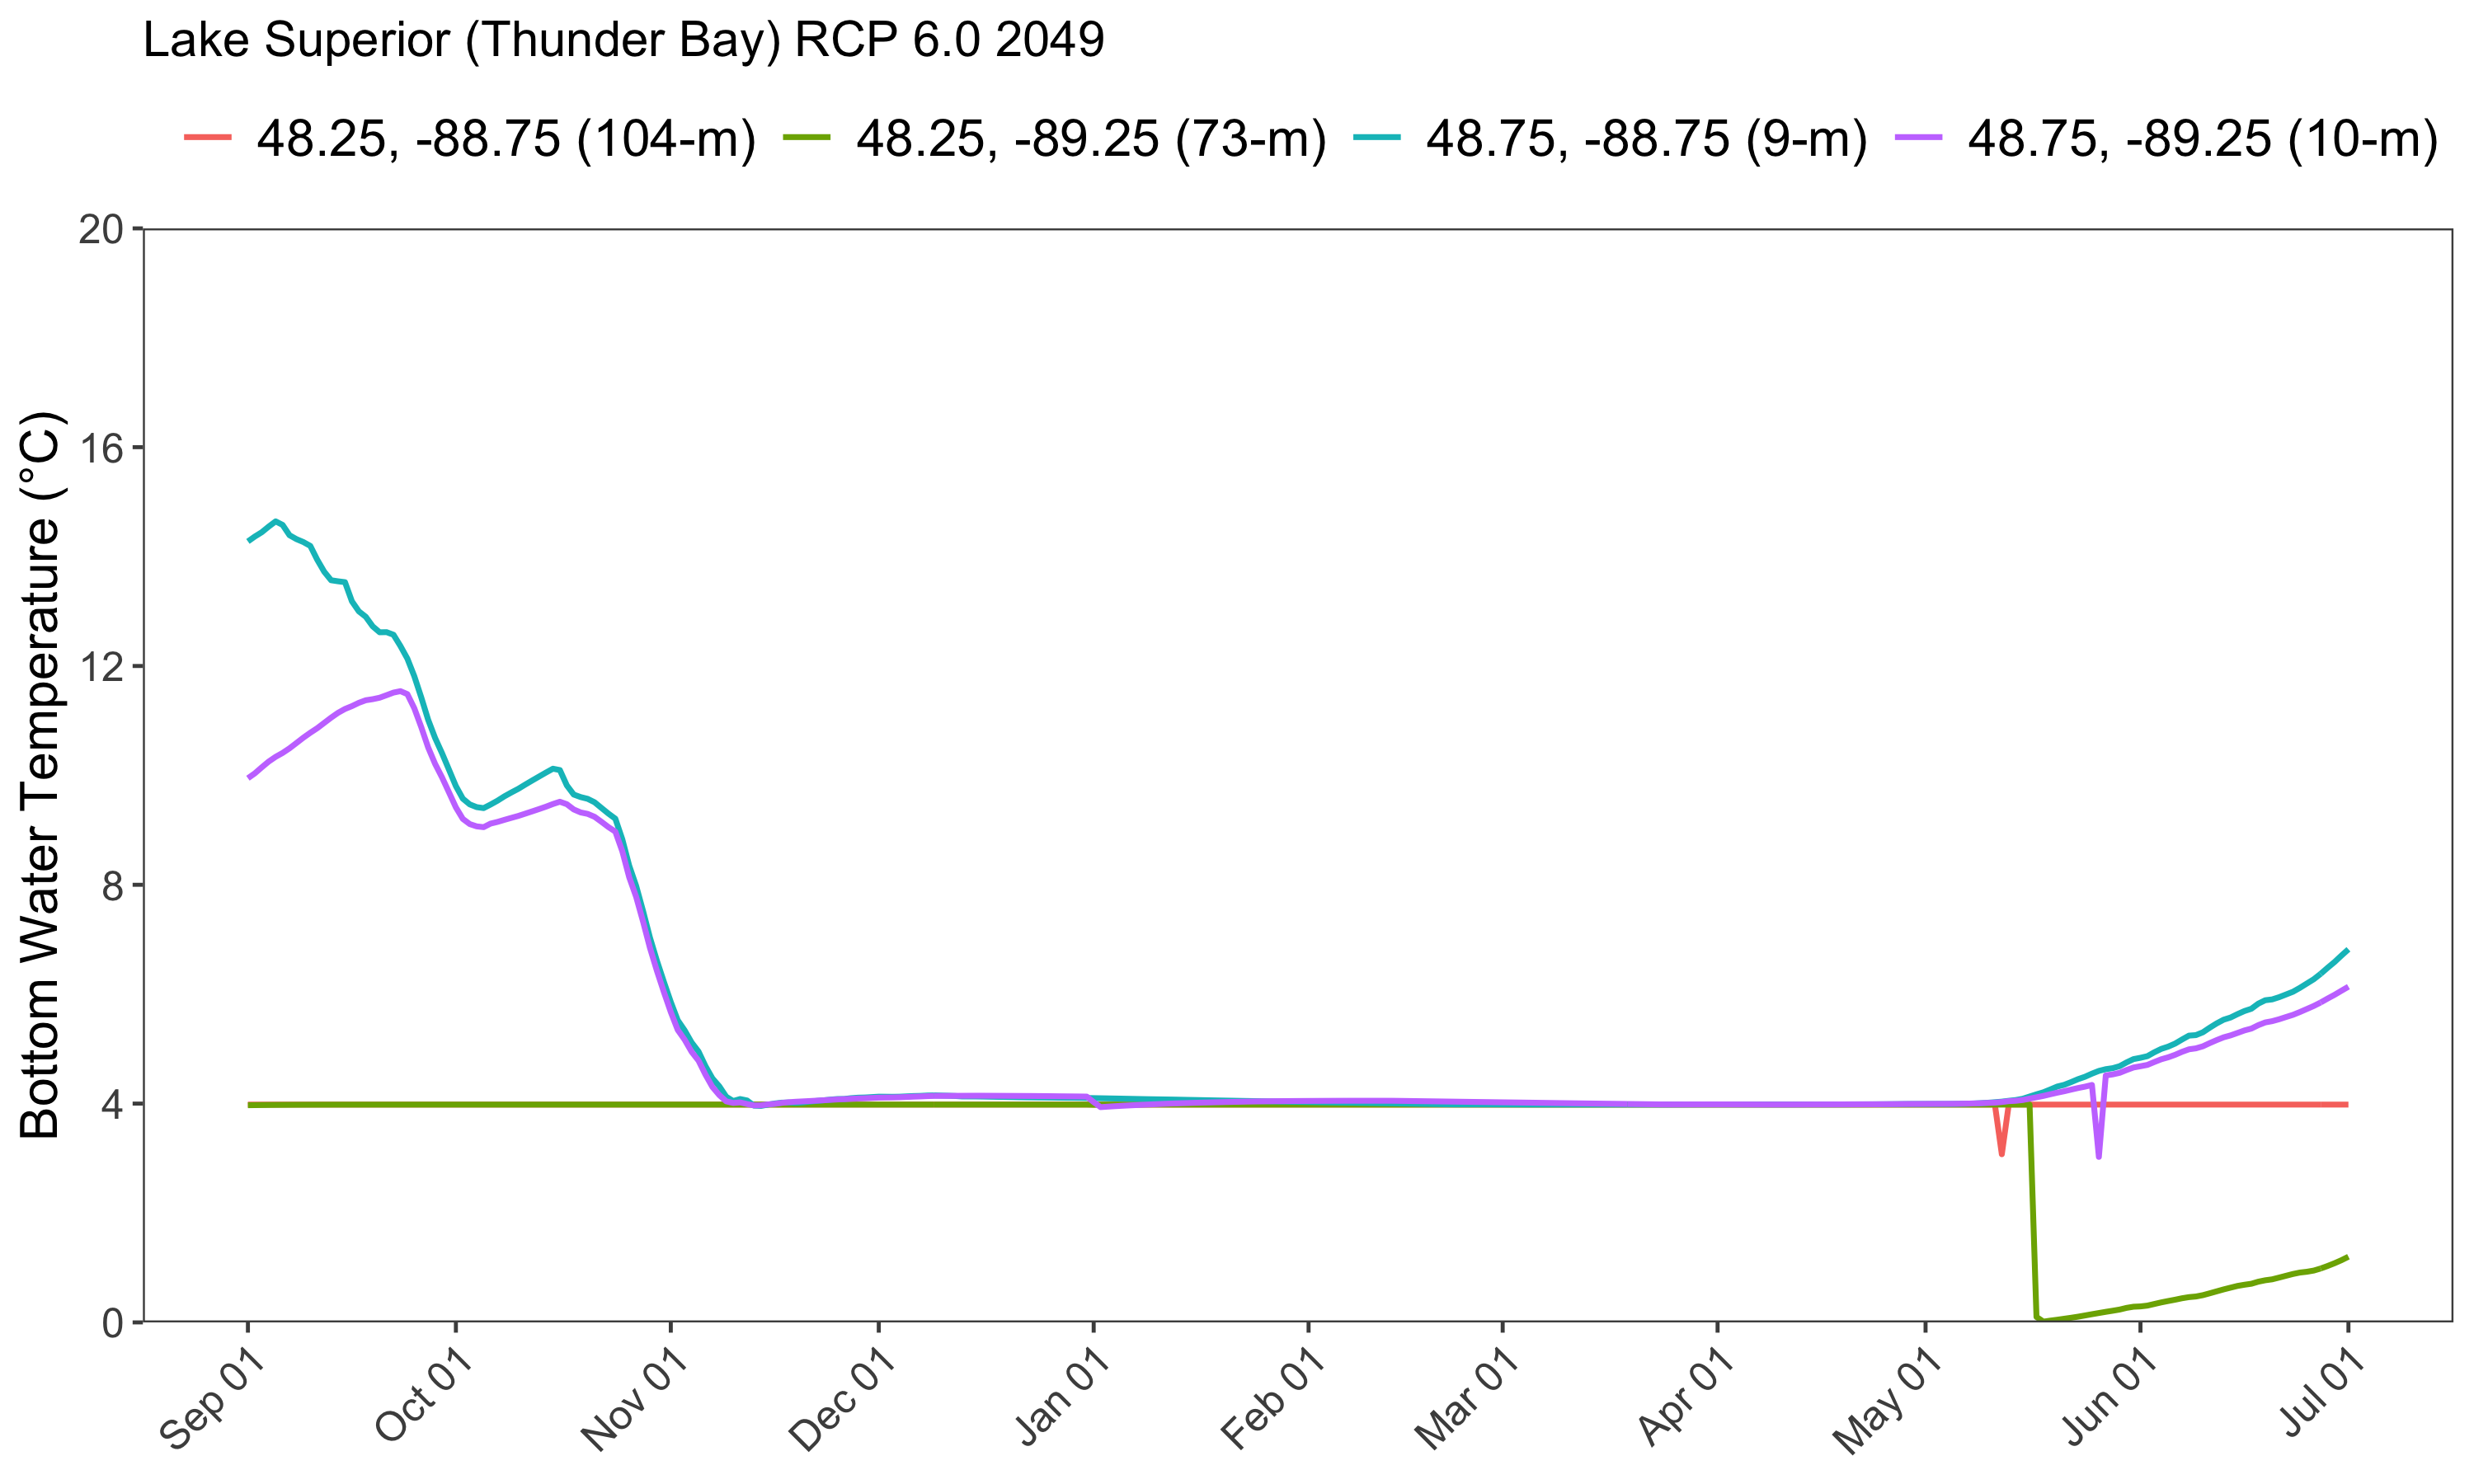 Lake Superior (Thunder Bay) RCP 6.0 2049
48.25, -88.75 (104-m) 48.25, -89.25 (73-m) 48.75, -88.75 (9-m) 48.75, -89.25 (10-m)
Bottom Water Temperature (°C)
20
16
12
8
4
0
Sep 01 Oct 01 Nov 01 Dec 01 Jan 01 Feb 01 Mar 01 Apr 01 May 01 Jun 01 Jul 01